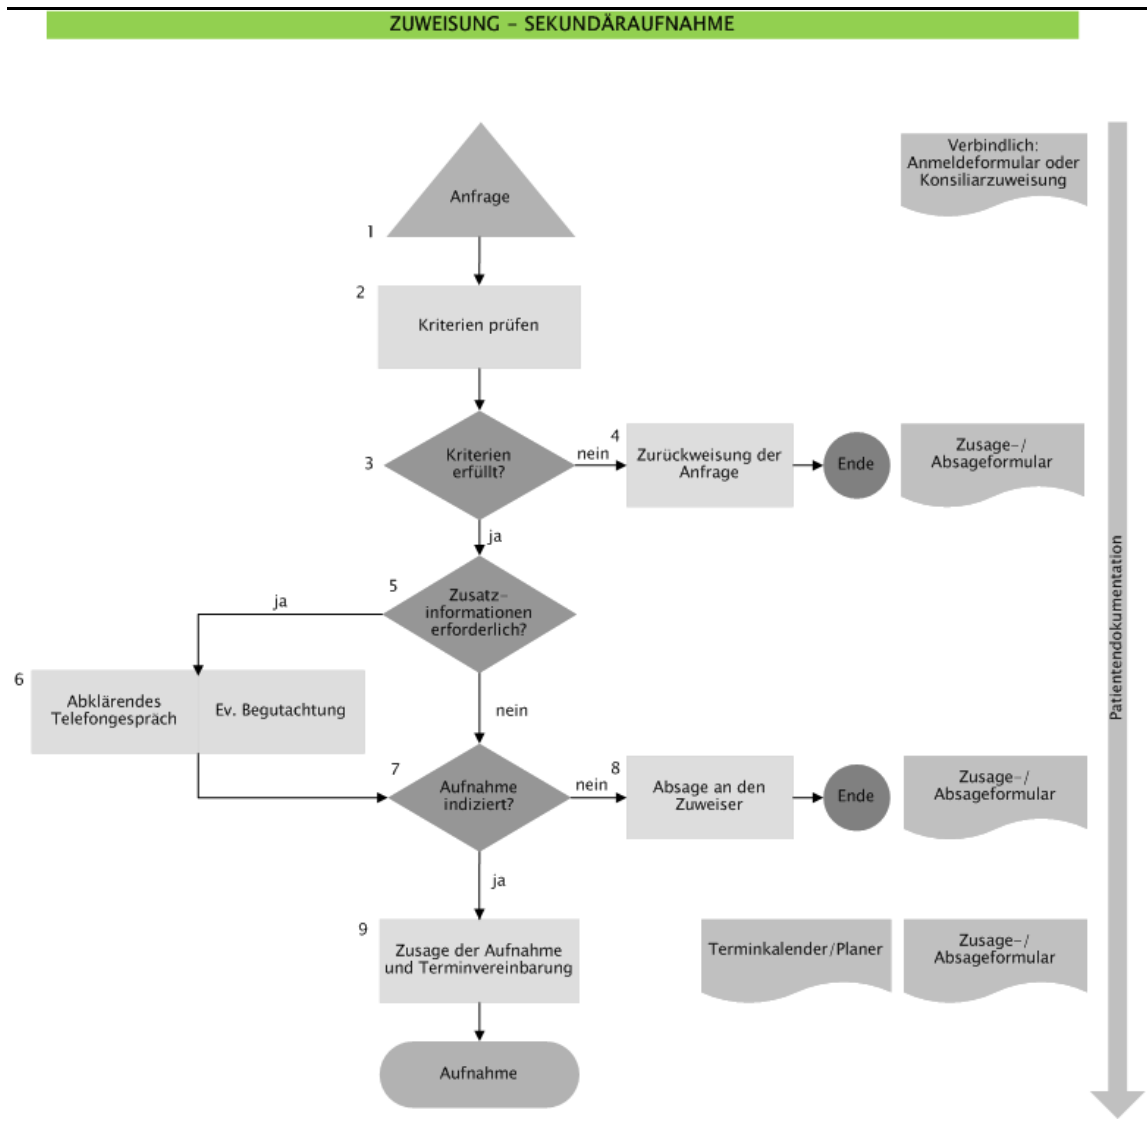 ZUWEISUNG – SEKUNDÄRAUFNAHME
Verbindlich:
Anmeldeformular oder
Konsiliarzuweisung
Anfrage
1
2
Kriterien prüfen
3
Kriterien
erfüllt?
nein
4
Zurückweisung der
Anfrage
Ende
Zusage-/
Absageformular
ja
5
Zusatz-
informationen
erforderlich?
ja
6
Abklärendes
Telefongespräch
Ev. Begutachtung
nein
7
Aufnahme
indiziert?
nein
8
Absage an den
Zuweiser
Ende
Zusage-/
Absageformular
ja
9
Zusage der Aufnahme
und Terminvereinbarung
Terminkalender/Planer
Zusage-/
Absageformular
Aufnahme
Patientendokumentation